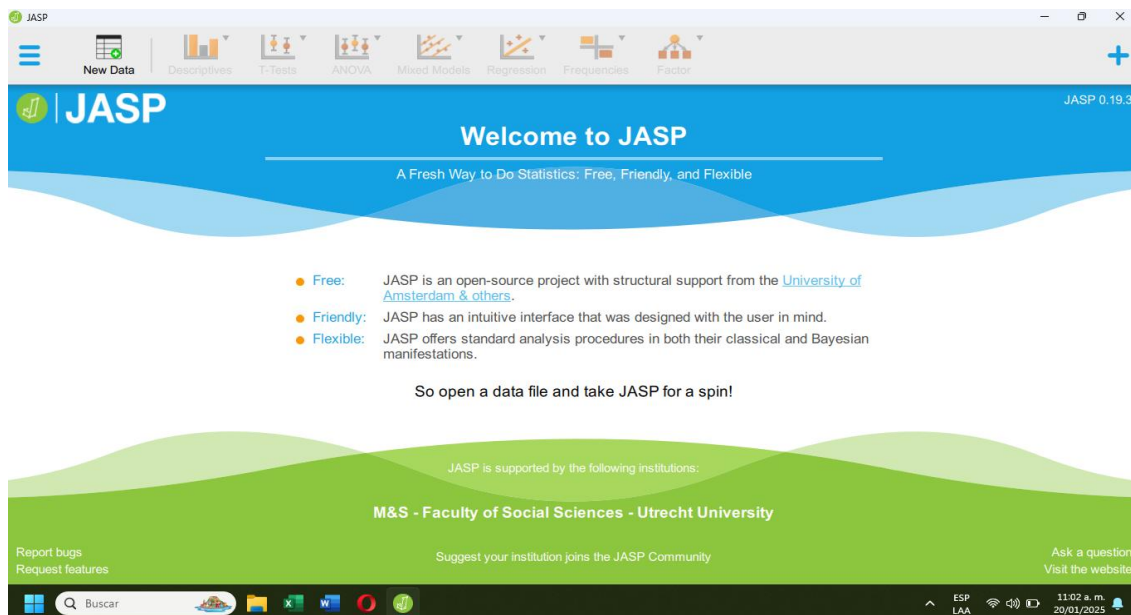 JASP
New Data
Descriptives
T-Tests
ANOVA
Mixed Models
Regression
Frequencies
Factor
JASP
JASP 0.19.3
Welcome to JASP
A Fresh Way to Do Statistics: Free, Friendly, and Flexible
Free: JASP is an open-source project with structural support from the University of
Amsterdam & others.
Friendly: JASP has an intuitive interface that was designed with the user in mind.
Flexible: JASP offers standard analysis procedures in both their classical and Bayesian
manifestations.
So open a data file and take JASP for a spin!
JASP is supported by the following institutions:
M&S - Faculty of Social Sciences - Utrecht University
Report bugs
Suggest your institution joins the JASP Community
Ask a question
Request features
Visit the website
Buscar
ESP
LAA
11:02 a. m.
20/01/2025